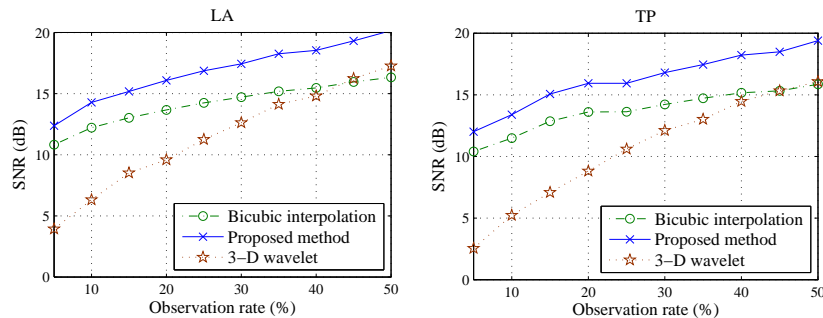 LA
20
15
10
5
0
SNR (dB)
10
20
30
40
50
Observation rate (%)
Bicubic interpolation
Proposed method
3-D wavelet
TP
20
15
10
5
0
SNR (dB)
10
20
30
40
50
Observation rate (%)
Bicubic interpolation
Proposed method
3-D wavelet